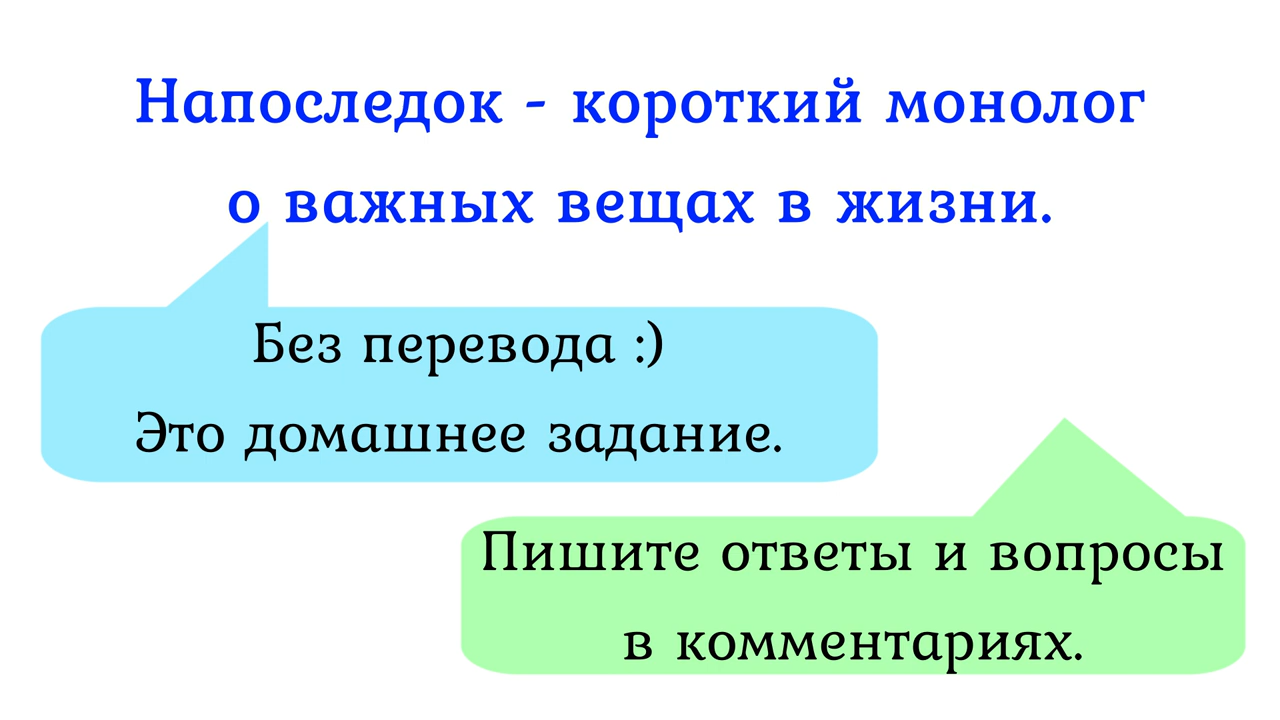 Напоследок - короткий монолог
о важных вещах в жизни.
Без перевода :)
Это домашнее задание.
Пишите ответы и вопросы
в комментариях.